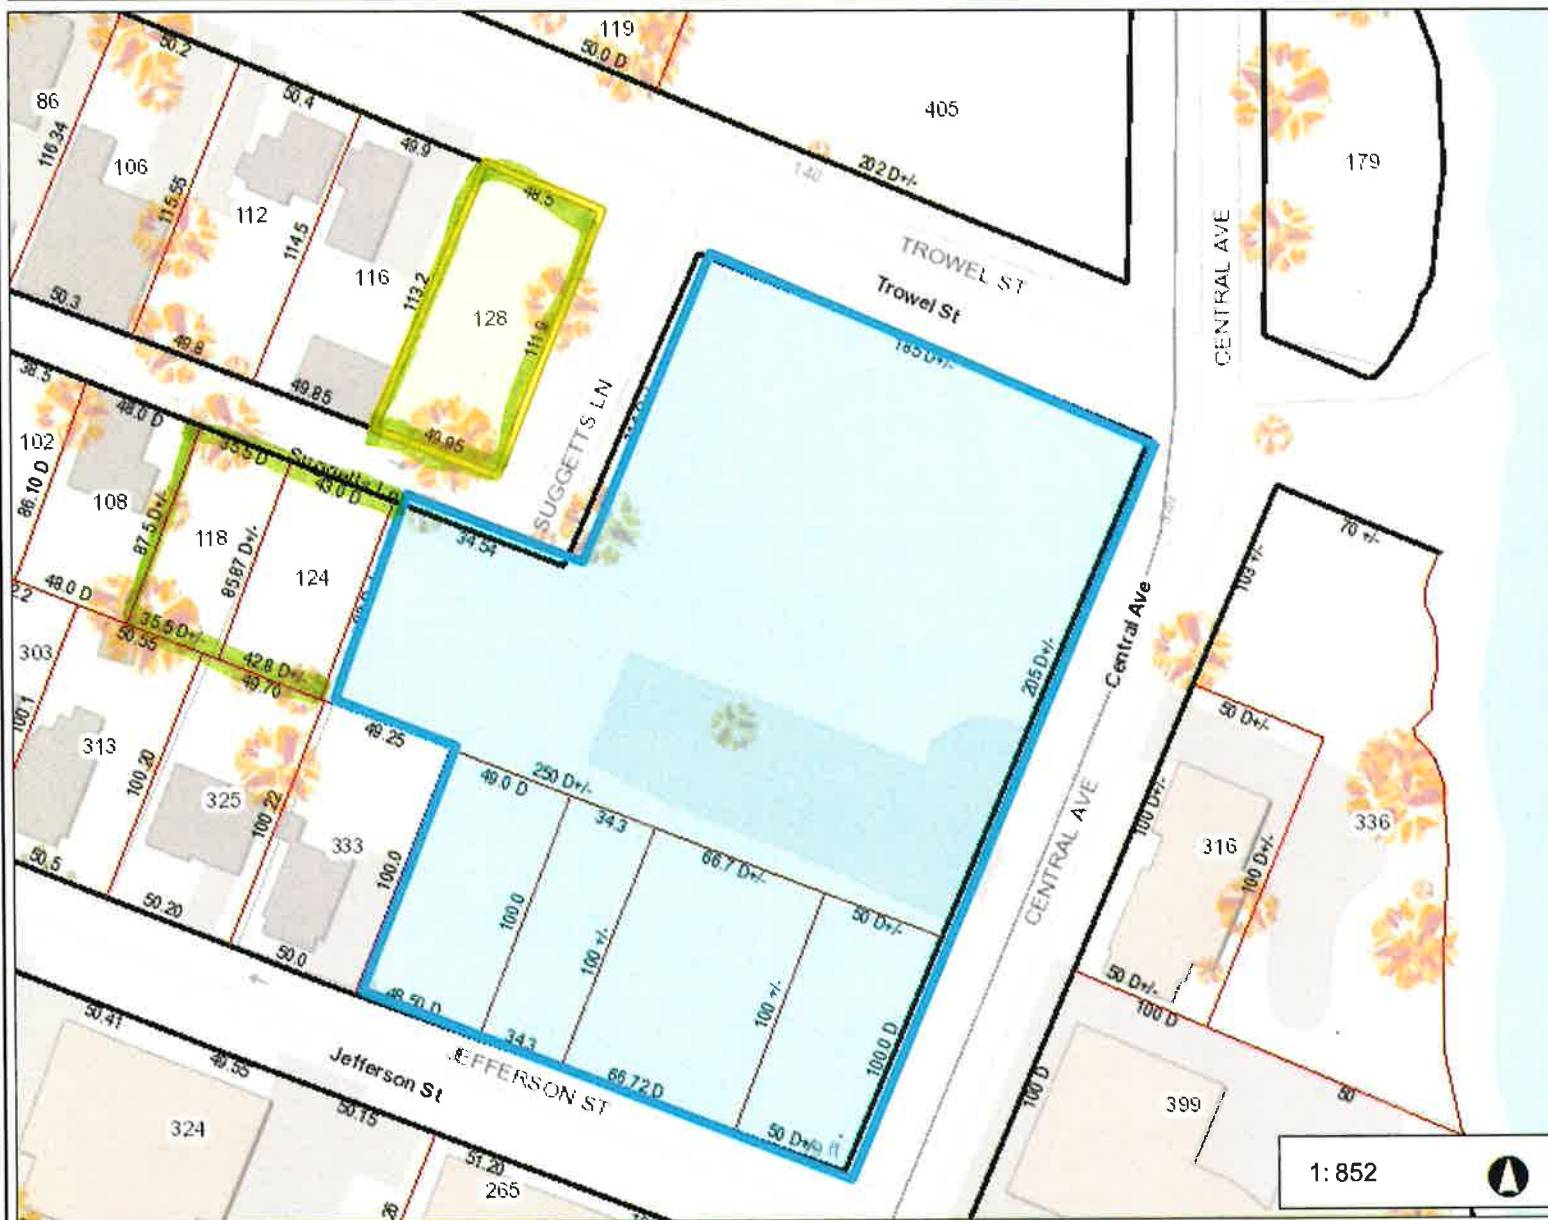 119
50.0 D
50.2
405
86
50.4
179
116.34
106
49.9
202 D+/-
140
115.55
112
48.5
CENTRAL AVE
114.5
TROWEL ST
116
113.2
Trowel St
50.3
128
111.9
49.8
185 D+/-
49.85
38.5
48.0 D
SUGGETTS LN
102
49.95
35.5 D
Suggetts Ln
43.0 D
86.10 D
108
87.5 D+/-
118
34.54
70 +/-
85.87 D+/-
124
103 +/-
48.0 D
35.5 D+/-
50.55
Central Ave
303
42.8 D+/-
49.70
205 D+/-
100.1
50 D+/-
49.25
313
250 D+/-
49.0 D
100.20
325
34.3
100 D+/-
316
336
100.22
333
66.7 D+/-
100 D+/-
50.5
100.0
CENTRAL AVE
50 D+/-
50.20
100.0
100 +/-
50.0
50 D+/-
48.50 D
100 +/-
100 D
50.41
34.3
100.0 D
49.55
Jefferson St
JEFFERSON ST
66.72 D
100 D
50
399
324
50.15
50 D+/-
51.20
265
1: 852